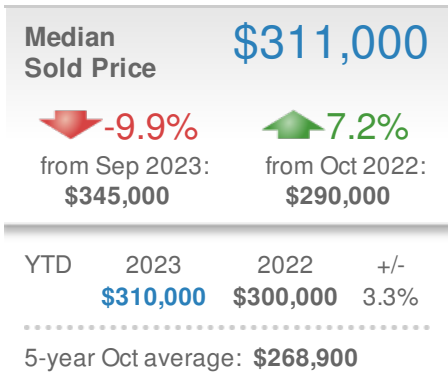 Median
Sold Price
$311,000
-9.9%
from Sep 2023:
$345,000
7.2%
from Oct 2022:
$290,000
YTD 2023 2022 +/-
$310,000 $300,000 3.3%
5-year Oct average: $268,900